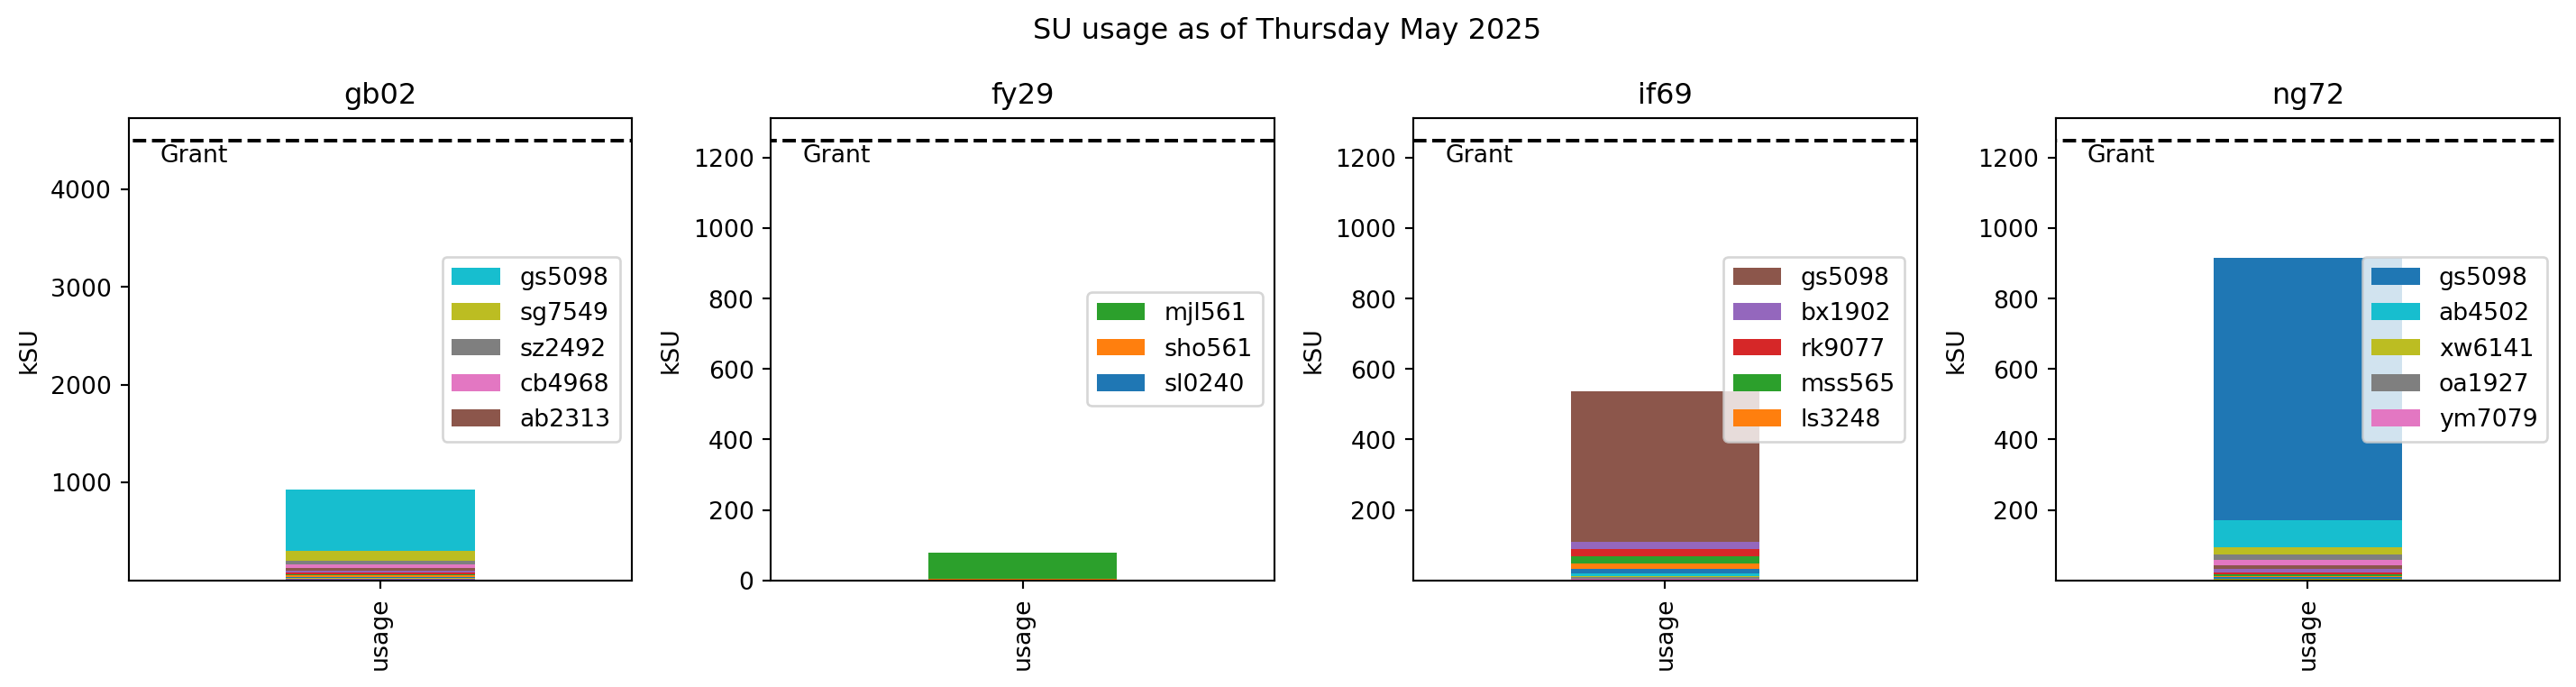 SU usage as of Thursday May 2025
gb02
kSU
4000
3000
2000
1000
Grant
gs5098
sg7549
sz2492
cb4968
ab2313
usage
fy29
kSU
1200
1000
800
600
400
200
0
Grant
mjl561
sho561
sl0240
usage
if69
kSU
1200
1000
800
600
400
200
Grant
gs5098
bx1902
rk9077
mss565
ls3248
usage
ng72
kSU
1200
1000
800
600
400
200
Grant
gs5098
ab4502
xw6141
oa1927
ym7079
usage